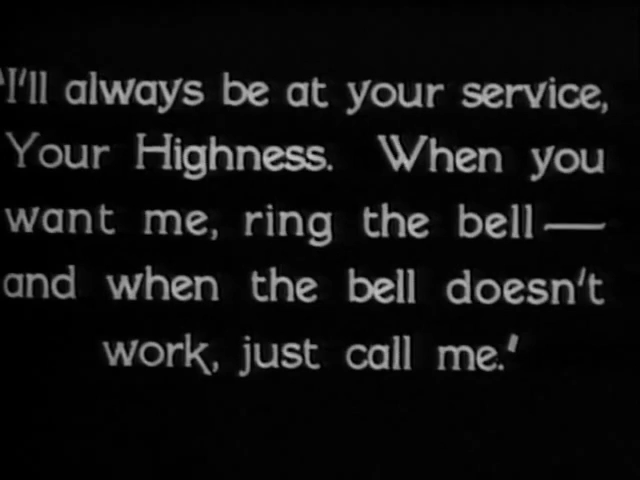 'I'll always be at your service,
Your Highness. When you
want me, ring the bell—
and when the bell doesn't
work, just call me.'